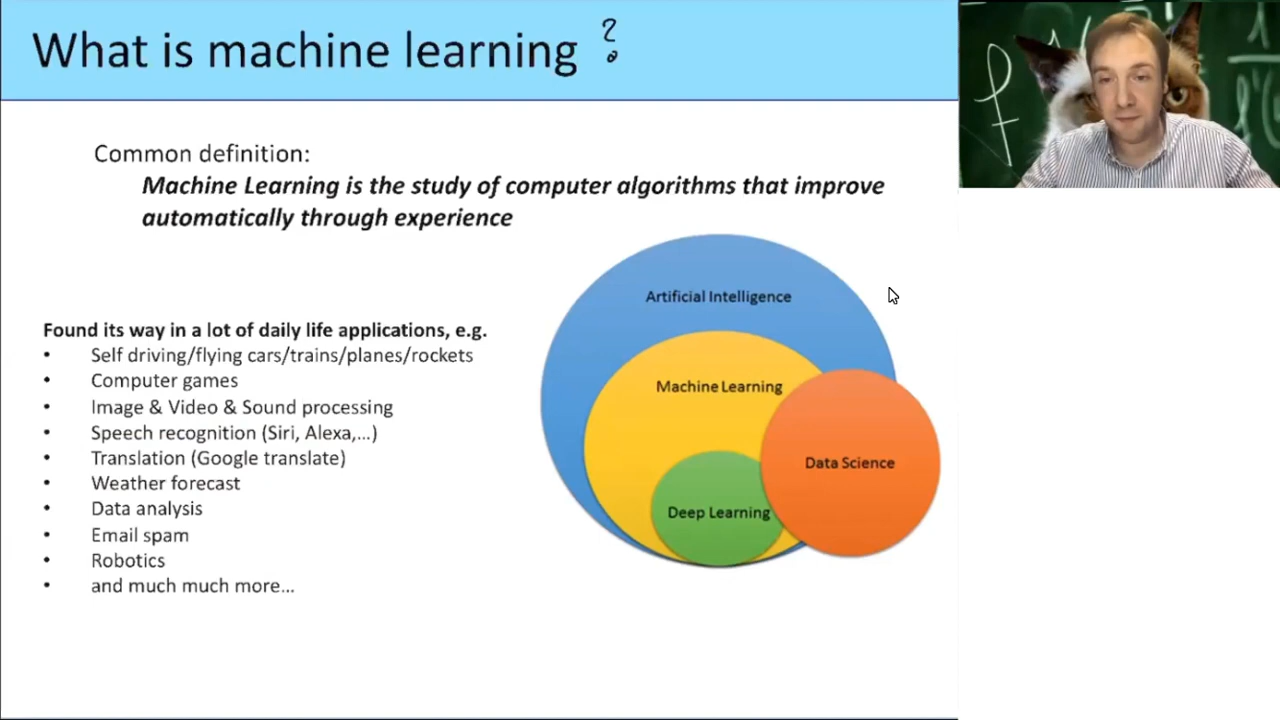 What is machine learning ?
Common definition:
Machine Learning is the study of computer algorithms that improve
automatically through experience
Found its way in a lot of daily life applications, e.g.
• Self driving/flying cars/trains/planes/rockets
• Computer games
• Image & Video & Sound processing
• Speech recognition (Siri, Alexa,...)
• Translation (Google translate)
• Weather forecast
• Data analysis
• Email spam
• Robotics
• and much much more...
Artificial Intelligence
Machine Learning
Data Science
Deep Learning